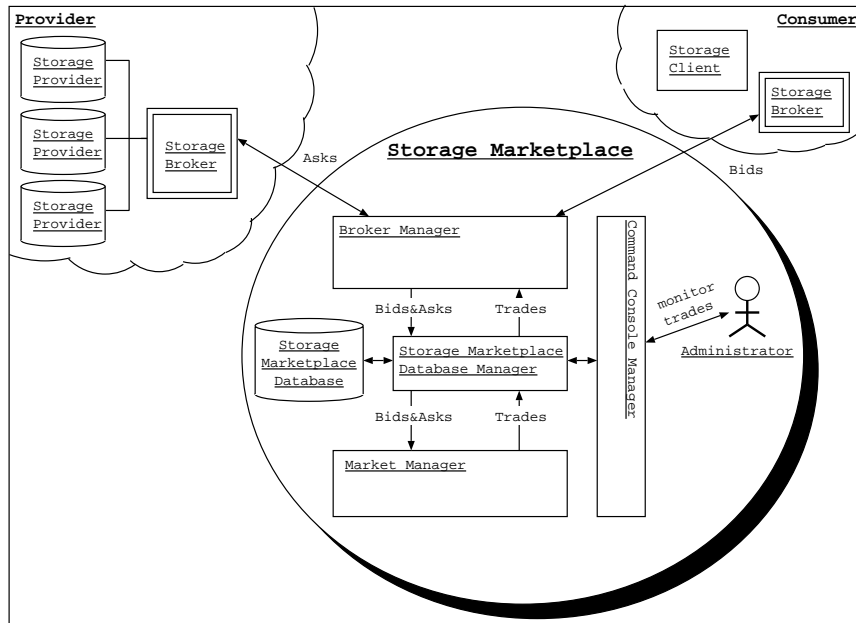 Provider
Consumer
Storage
Provider
Storage
Provider
Storage
Provider
Storage
Broker
Storage
Client
Storage
Broker
Asks
Bids
Storage Marketplace
Broker Manager
Bids&Asks
Trades
Storage
Marketplace
Database
Storage Marketplace
Database Manager
Bids&Asks
Trades
Market Manager
Command Console Manager
monitor
trades
Administrator